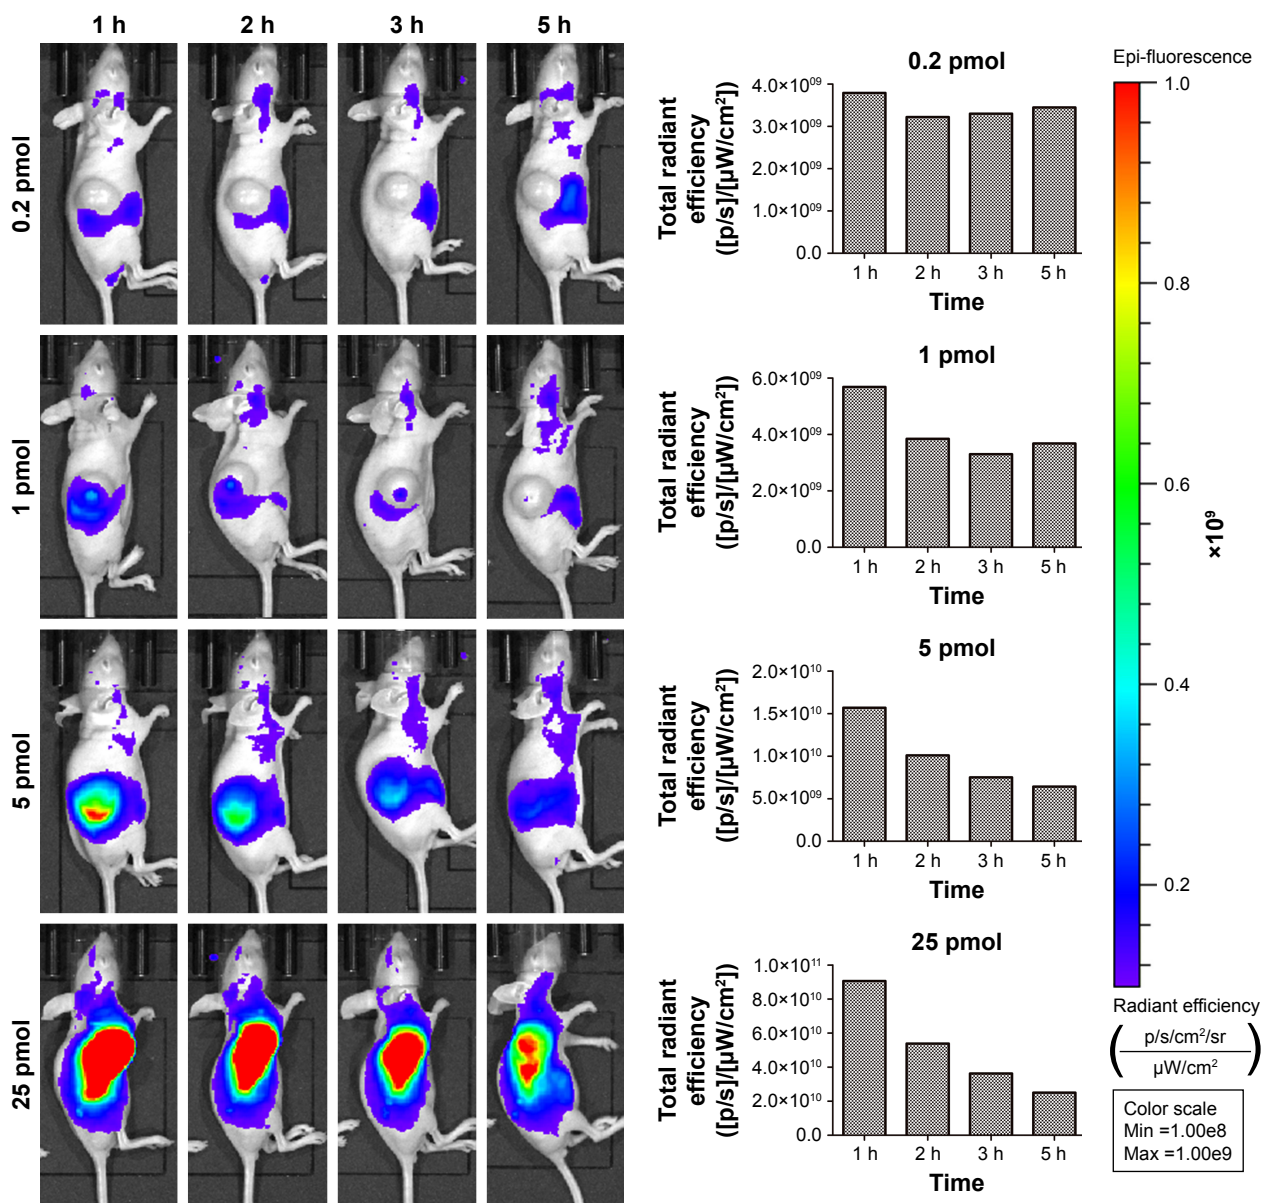 1 h 2 h 3 h 5 h
0.2 pmol
1 pmol
5 pmol
25 pmol
0.2 pmol
Total radiant
efficiency
([p/s]/[µW/cm²])
4.0×10⁰⁹
3.0×10⁰⁹
2.0×10⁰⁹
1.0×10⁰⁹
0.0
1 h 2 h 3 h 5 h
Time
1 pmol
Total radiant
efficiency
([p/s]/[µW/cm²])
6.0×10⁰⁹
4.0×10⁰⁹
2.0×10⁰⁹
0.0
1 h 2 h 3 h 5 h
Time
5 pmol
Total radiant
efficiency
([p/s]/[µW/cm²])
2.0×10¹⁰
1.5×10¹⁰
1.0×10¹⁰
5.0×10⁰⁹
0.0
1 h 2 h 3 h 5 h
Time
25 pmol
Total radiant
efficiency
([p/s]/[µW/cm²])
1.0×10¹¹
8.0×10¹⁰
6.0×10¹⁰
4.0×10¹⁰
2.0×10¹⁰
0.0
1 h 2 h 3 h 5 h
Time
Epi-fluorescence
1.0
0.8
0.6
0.4
0.2
×10⁹
Radiant efficiency
(p/s/cm²/sr
µW/cm²)
Color scale
Min =1.00e8
Max =1.00e9